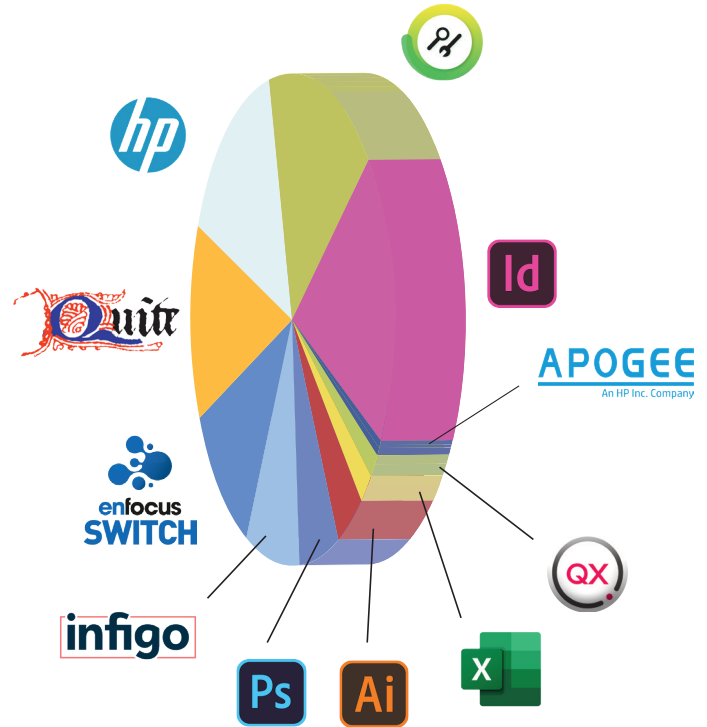 hp
Quite
Id
APOGEE
An HP Inc. Company
enfocus
SWITCH
QX
infigo
X
Ps
Ai